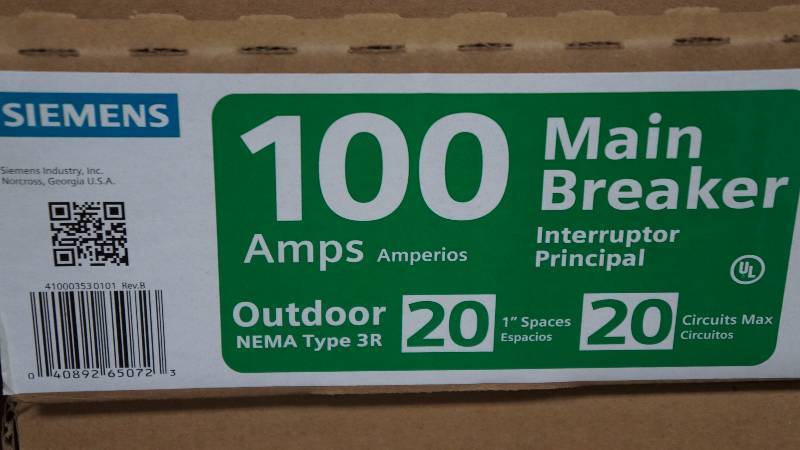 SIEMENS
Siemens Industry, Inc.
Norcross, Georgia U.S.A.
410003530101 Rev.B
0 40892 65072 3
100
Amps Amperios
Main
Breaker
Interruptor
Principal
UL
Outdoor
NEMA Type 3R
20
1" Spaces
Espacios
20
Circuits Max
Circuitos